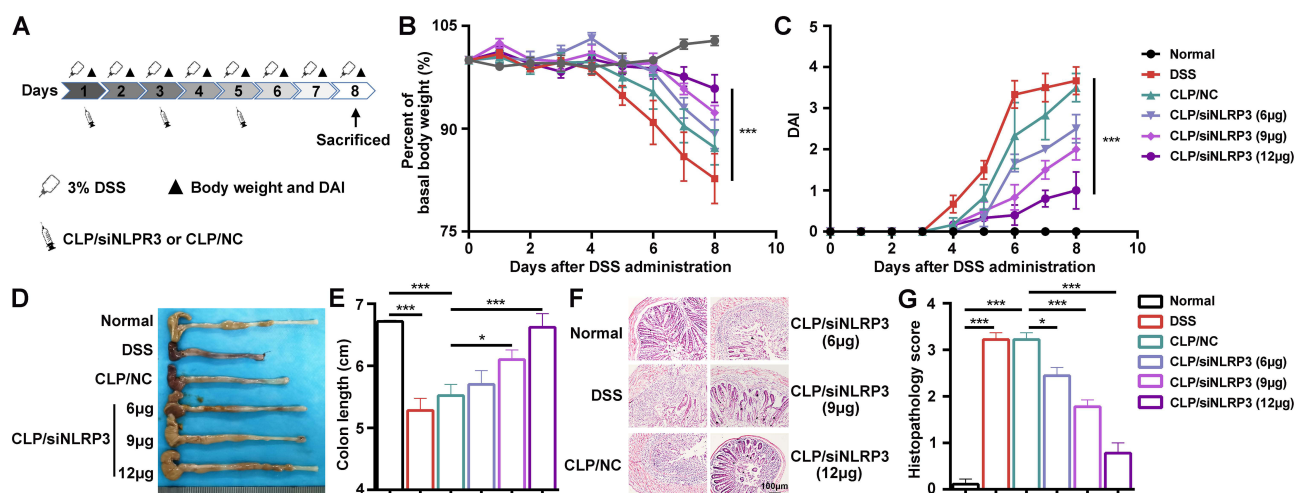 A
Days
1 2 3 4 5 6 7 8
Sacrificed
3% DSS
Body weight and DAI
CLP/siNLPR3 or CLP/NC
B
Percent of
basal body weight (%)
105
90
75
0 2 4 6 8 10
Days after DSS administration
***
C
DAI
5
4
3
2
1
0
0 2 4 6 8 10
Days after DSS administration
***
Normal
DSS
CLP/NC
CLP/siNLRP3 (6μg)
CLP/siNLRP3 (9μg)
CLP/siNLRP3 (12μg)
D
Normal
DSS
CLP/NC
CLP/siNLRP3
6μg
9μg
12μg
E
Colon length (cm)
7
6
5
4
***
***
***
*
F
Normal
DSS
CLP/NC
CLP/siNLRP3
(6μg)
CLP/siNLRP3
(9μg)
CLP/siNLRP3
(12μg)
100μm
G
Histopathology score
4
3
2
1
0
***
***
***
***
*
Normal
DSS
CLP/NC
CLP/siNLRP3 (6μg)
CLP/siNLRP3 (9μg)
CLP/siNLRP3 (12μg)